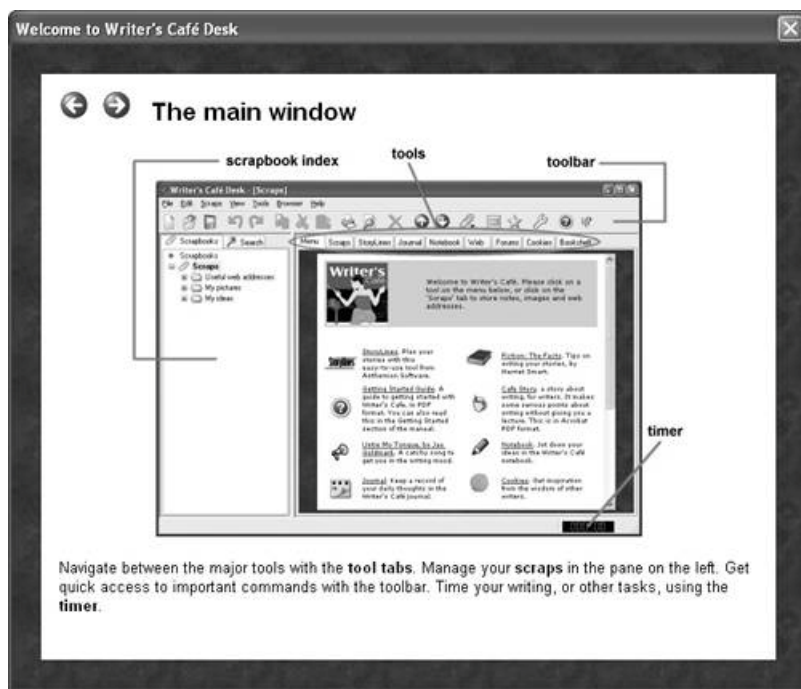 Welcome to Writer's Café Desk
The main window
scrapbook index
tools
toolbar
Writer's Café Desk - [Scraps]
File Edit Scraps View Tools Browser Help
Scrapbooks Search
Menu Scraps StoryLines Journal Notebook Web Forums Cookies Bookshelf
Scrapbooks
Scraps
Useful web addresses
My pictures
My ideas
Writer's
Café
Welcome to Writer's Café. Please click on a
tool on the menu below, or click on the
'Scraps' tab to store notes, images and web
addresses.
StoryLines
StoryLines. Plan your
stories with this
easy-to-use tool from
Anthemion Software.
Fiction: The Facts. Tips on
writing your stories, by
Harriet Smart.
Getting Started Guide. A
guide to getting started with
Writer's Café, in PDF
format. You can also read
this in the Getting Started
section of the manual.
Café Story, a story about
writing, for writers. It makes
some serious points about
writing without giving you a
lecture. This is in Acrobat
PDF format.
Untie My Tongue, by Jax
Goldmark. A catchy song to
get you in the writing mood.
Notebook. Jot down your
ideas in the Writer's Café
notebook.
Journal. Keep a record of
your daily thoughts in the
Writer's Café journal.
Cookies. Get inspiration
from the wisdom of other
writers.
timer
Navigate between the major tools with the tool tabs. Manage your scraps in the pane on the left. Get
quick access to important commands with the toolbar. Time your writing, or other tasks, using the
timer.